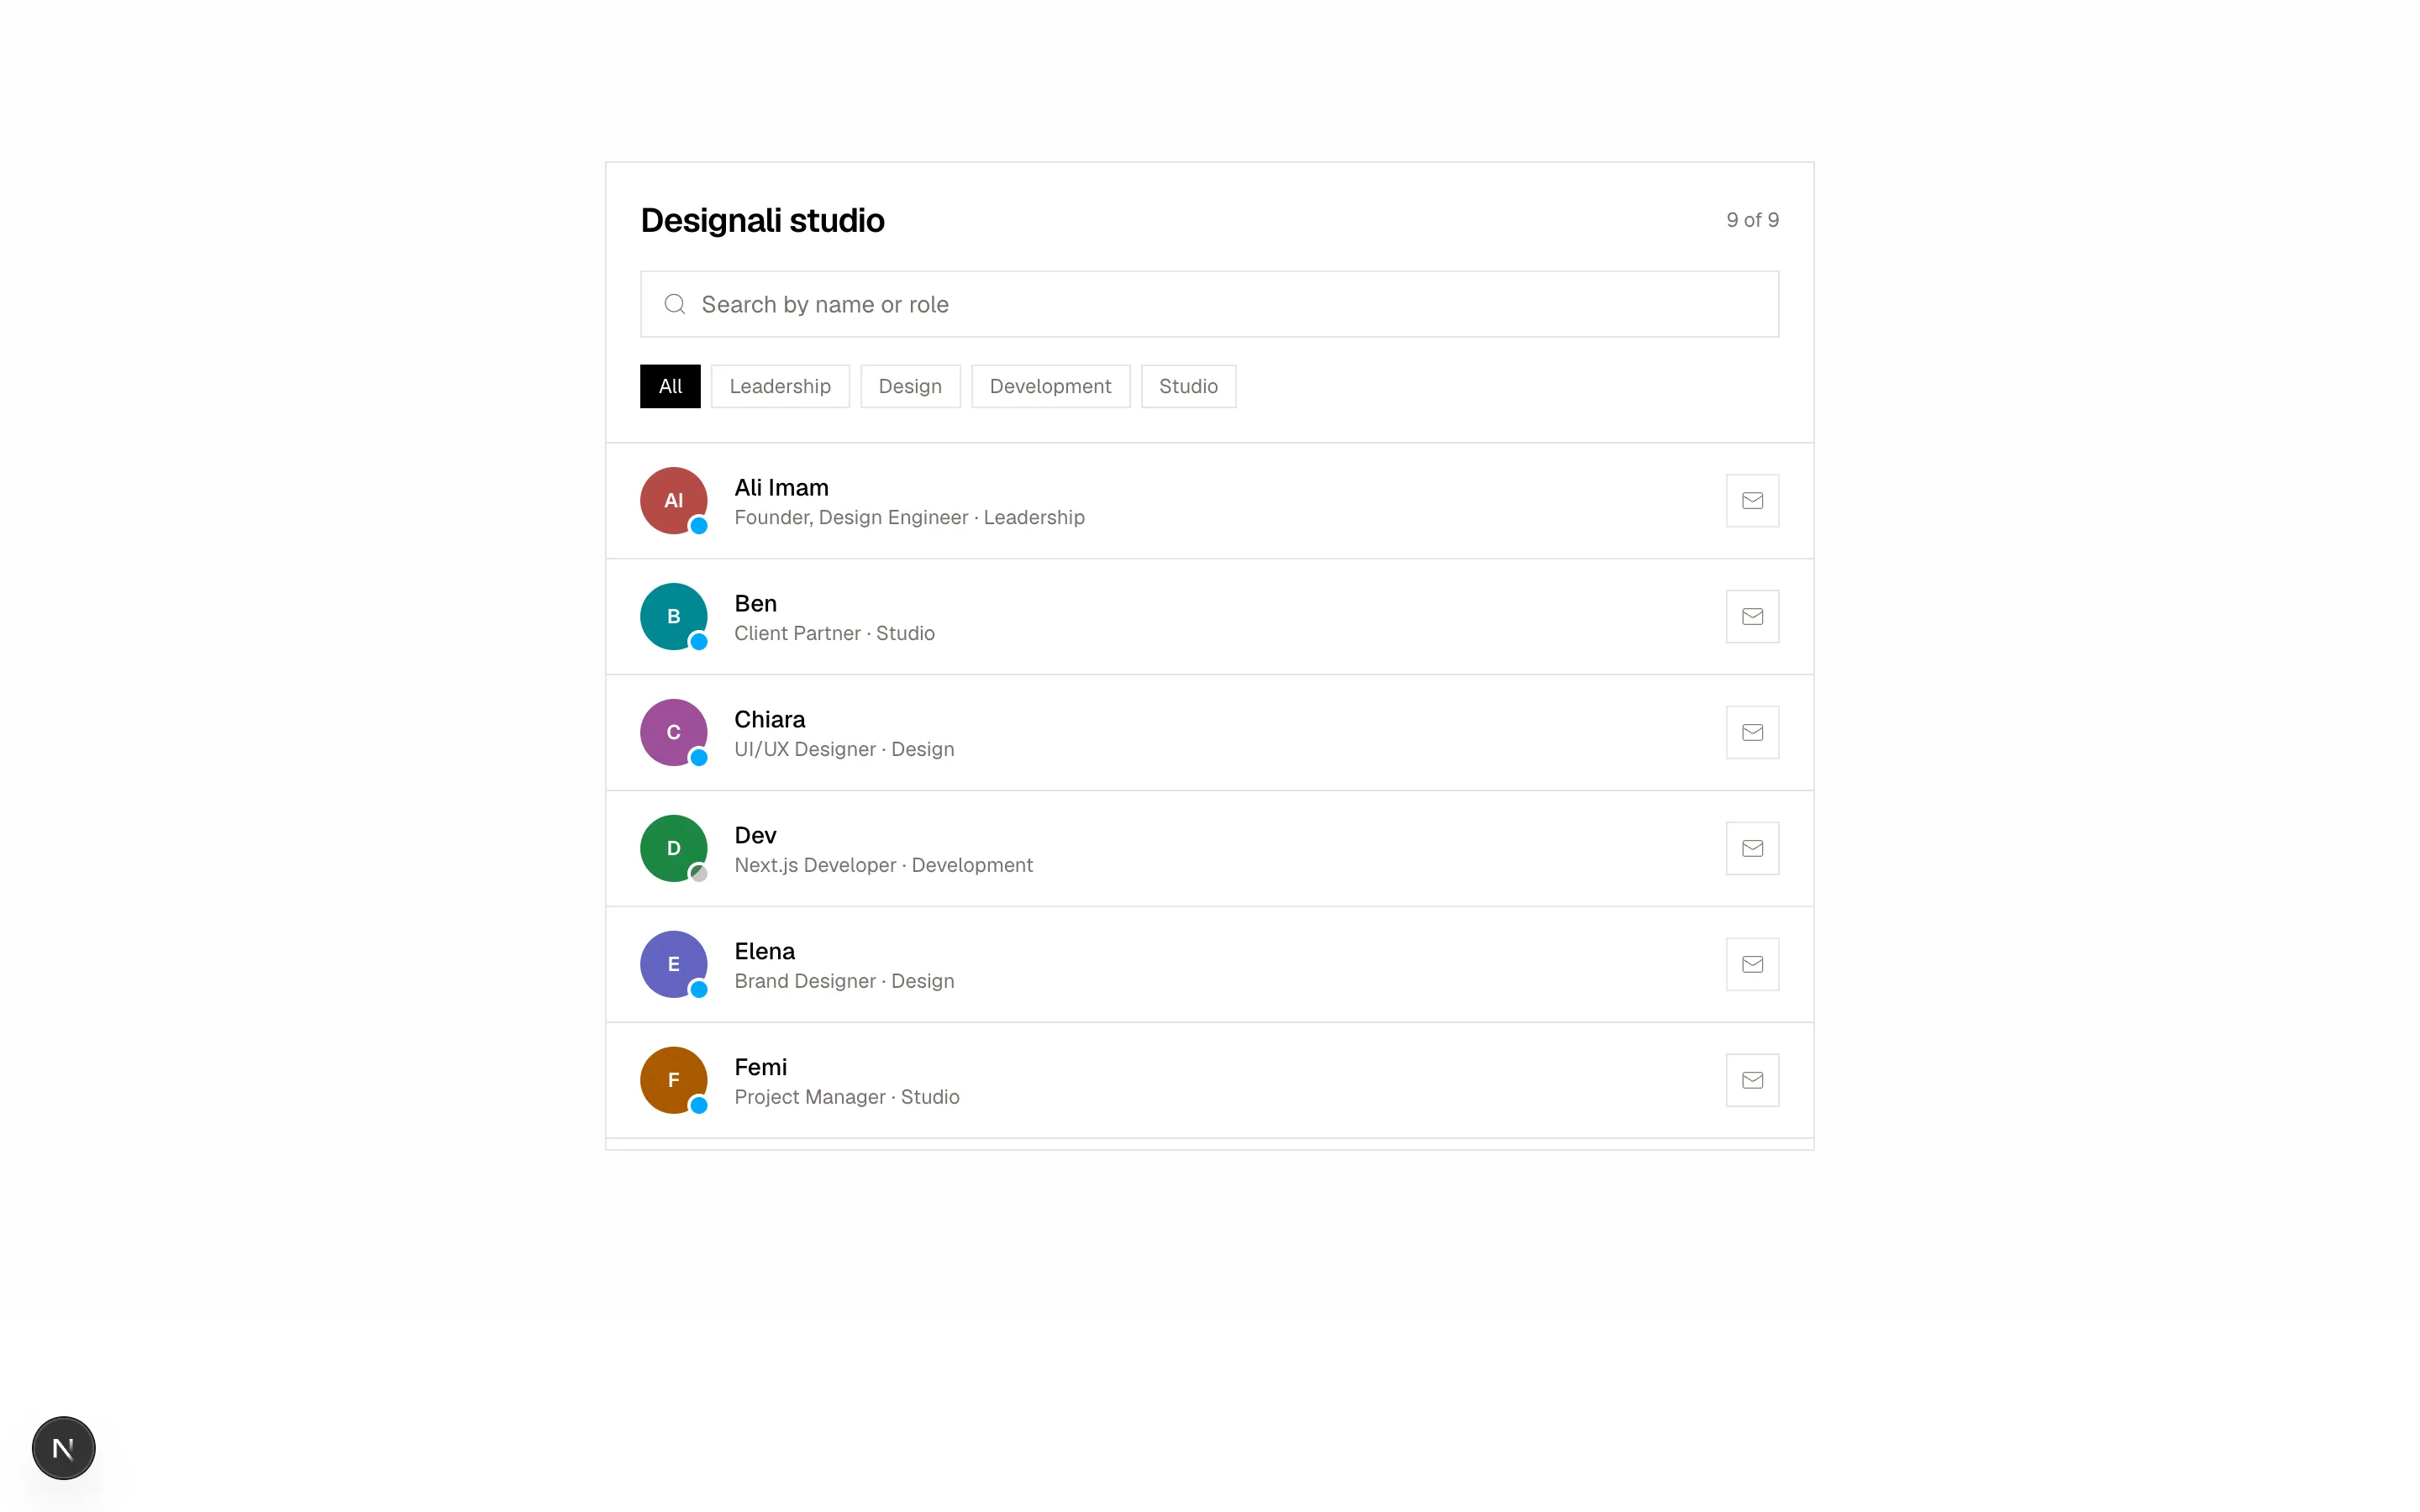 Designali studio
9 of 9
Search by name or role
All
Leadership
Design
Development
Studio
AI
Ali Imam
Founder, Design Engineer · Leadership
B
Ben
Client Partner · Studio
C
Chiara
UI/UX Designer · Design
D
Dev
Next.js Developer · Development
E
Elena
Brand Designer · Design
F
Femi
Project Manager · Studio
N